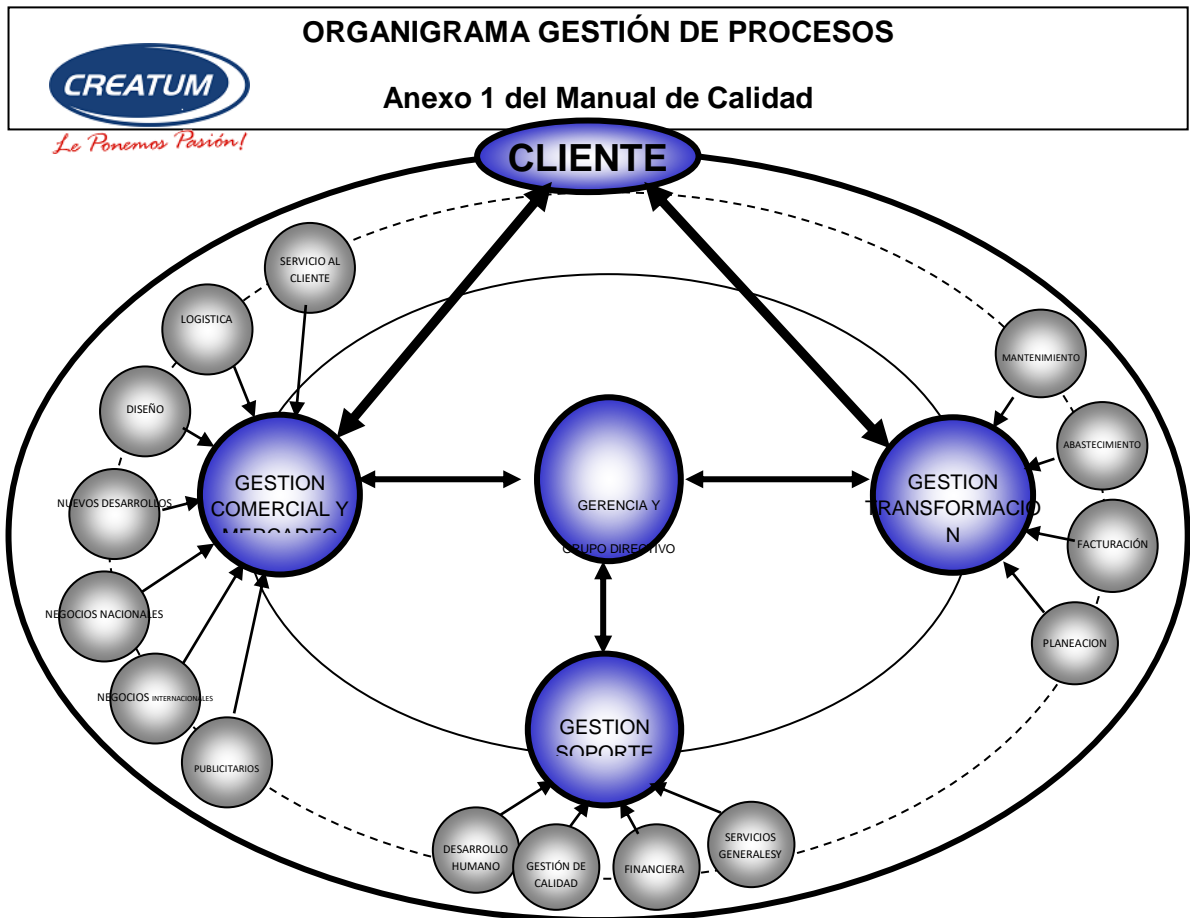 ORGANIGRAMA GESTIÓN DE PROCESOS
Anexo 1 del Manual de Calidad
CREATUM
Le Ponemos Pasión!
CLIENTE
SERVICIO AL
CLIENTE
LOGISTICA
DISEÑO
NUEVOS DESARROLLOS
NEGOCIOS NACIONALES
NEGOCIOS INTERNACIONALES
PUBLICITARIOS
GESTION
COMERCIAL Y
MERCADEO
GERENCIA Y
GRUPO DIRECTIVO
GESTION
TRANSFORMACIO
N
MANTENIMIENTO
ABASTECIMIENTO
FACTURACIÓN
PLANEACION
GESTION
SOPORTE
DESARROLLO
HUMANO
GESTIÓN DE
CALIDAD
FINANCIERA
SERVICIOS
GENERALESY